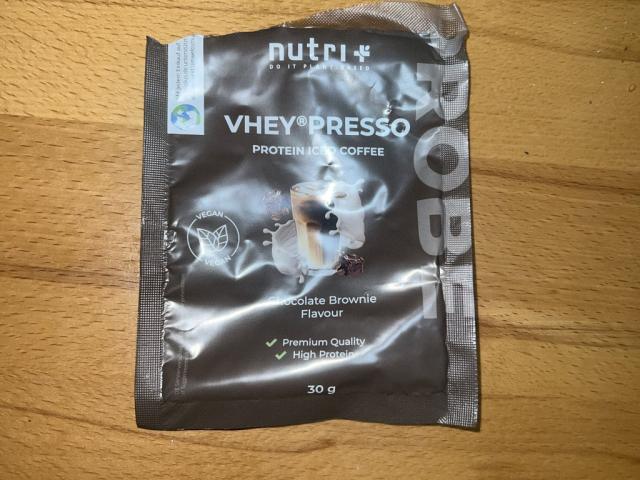 nutri+
DO IT PLANT-BASED
VHEY®PRESSO
PROTEIN ICED COFFEE
PROBE
VEGAN
VEGAN
Chocolate Brownie
Flavour
Premium Quality
High Protein
30 g